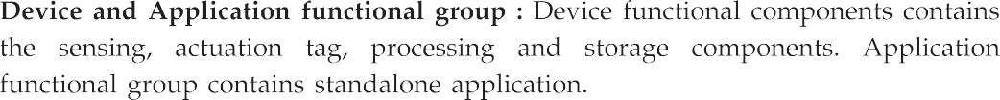 Device and Application functional group : Device functional components contains
the sensing, actuation tag, processing and storage components. Application
functional group contains standalone application.